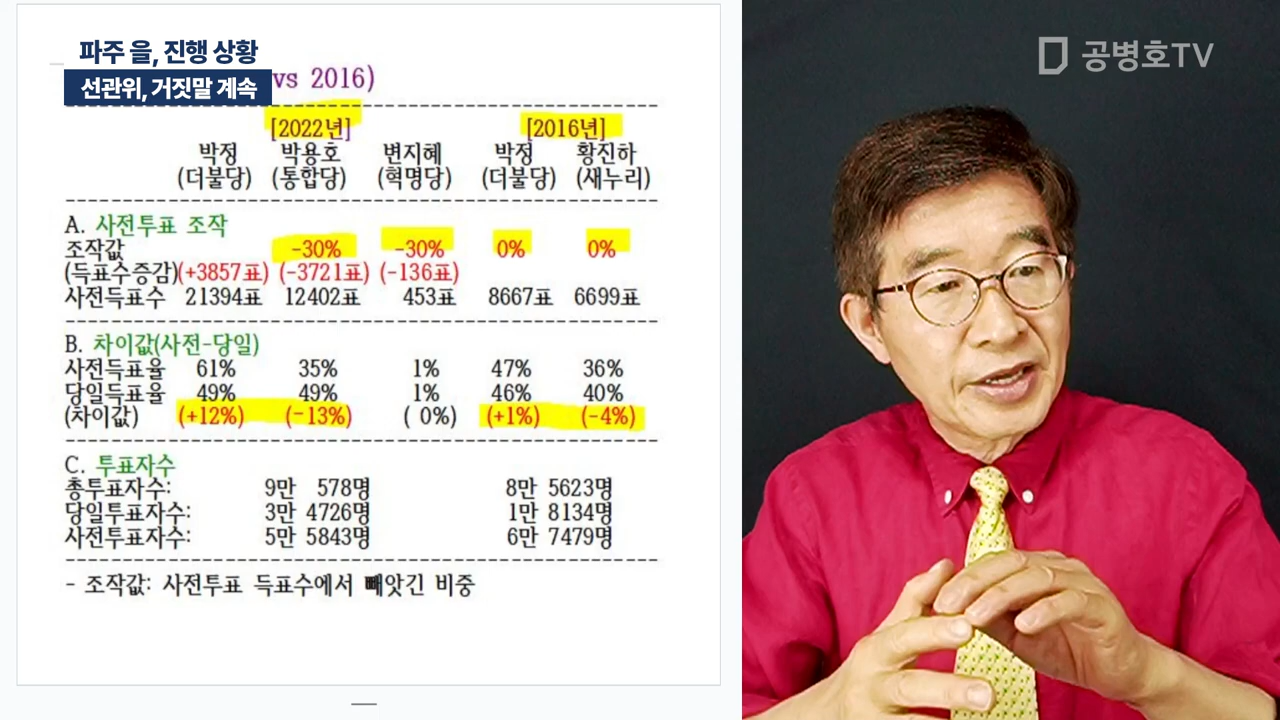 파주 을, 진행 상황
선관위, 거짓말 계속
vs 2016)
[2022년] [2016년]
박정 박용호 변지혜 박정 황진하
(더불당) (통합당) (혁명당) (더불당) (새누리)
A. 사전투표 조작
조작값 -30% -30% 0% 0%
(득표수증감)(+3857표) (-3721표) (-136표)
사전득표수 21394표 12402표 453표 8667표 6699표
B. 차이값(사전-당일)
사전득표율 61% 35% 1% 47% 36%
당일득표율 49% 49% 1% 46% 40%
(차이값) (+12%) (-13%) ( 0%) (+1%) (-4%)
C. 투표자수
총투표자수: 9만 578명 8만 5623명
당일투표자수: 3만 4726명 1만 8134명
사전투표자수: 5만 5843명 6만 7479명
- 조작값: 사전투표 득표수에서 빼앗긴 비중
공병호TV